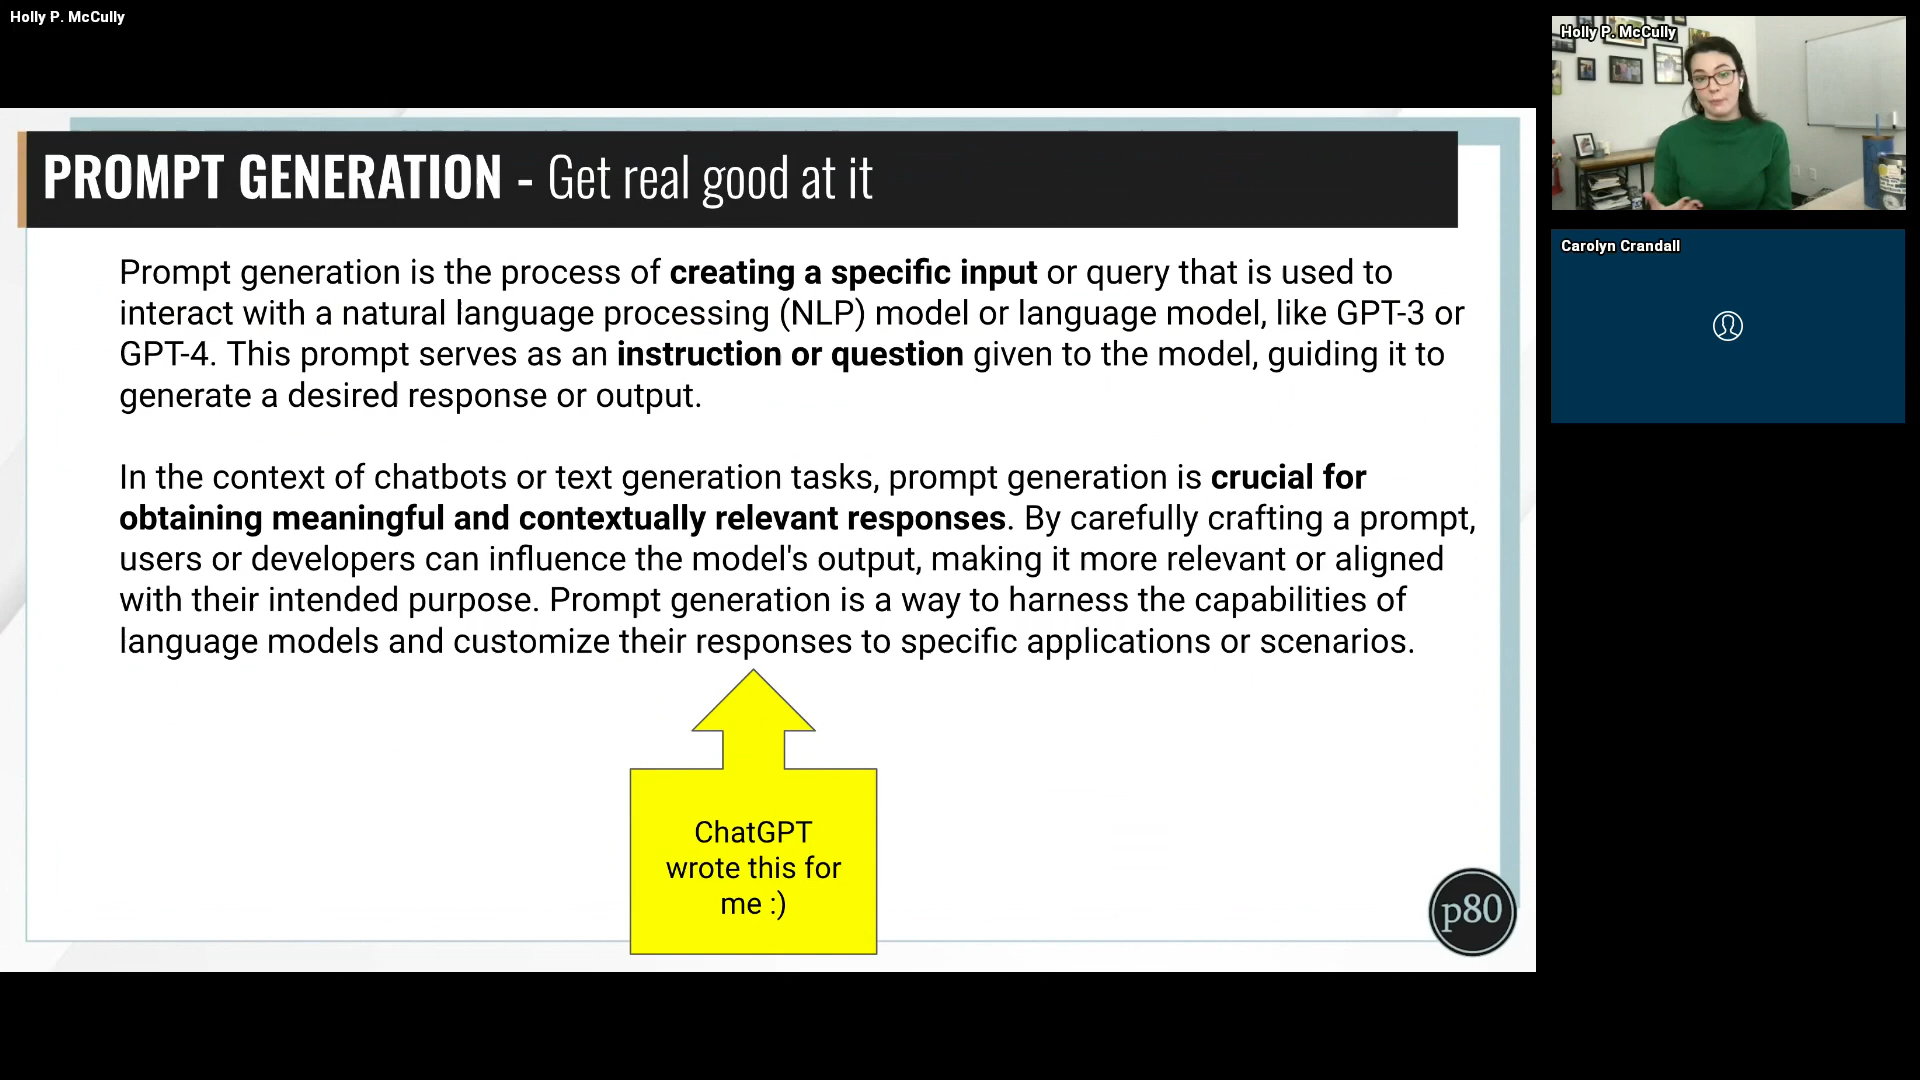 Holly P. McCully
Holly P. McCully
Carolyn Crandall
PROMPT GENERATION - Get real good at it
Prompt generation is the process of creating a specific input or query that is used to
interact with a natural language processing (NLP) model or language model, like GPT-3 or
GPT-4. This prompt serves as an instruction or question given to the model, guiding it to
generate a desired response or output.
In the context of chatbots or text generation tasks, prompt generation is crucial for
obtaining meaningful and contextually relevant responses. By carefully crafting a prompt,
users or developers can influence the model's output, making it more relevant or aligned
with their intended purpose. Prompt generation is a way to harness the capabilities of
language models and customize their responses to specific applications or scenarios.
ChatGPT
wrote this for
me :)
p80